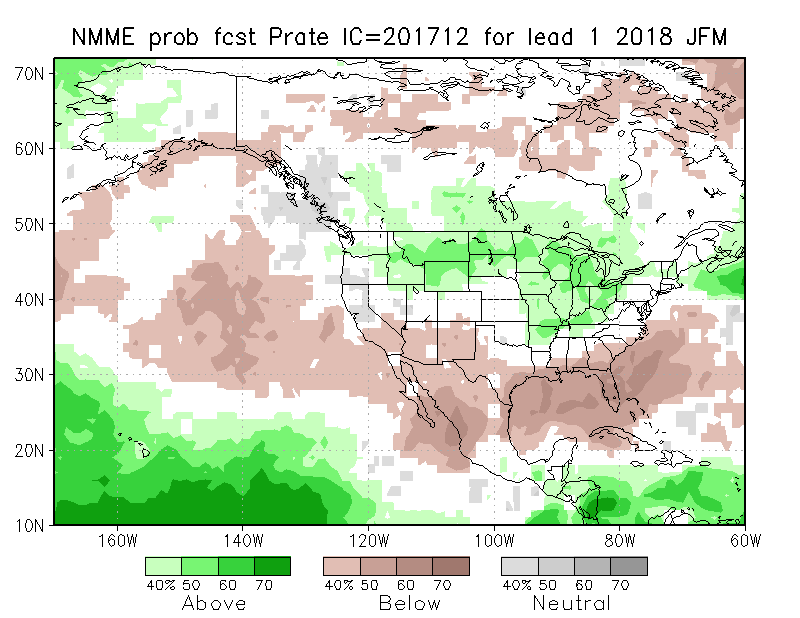 NMME prob fcst Prate IC=201712 for lead 1 2018 JFM
70N
60N
50N
40N
30N
20N
10N
160W 140W 120W 100W 80W 60W
40% 50 60 70 40% 50 60 70 40% 50 60 70
Above Below Neutral